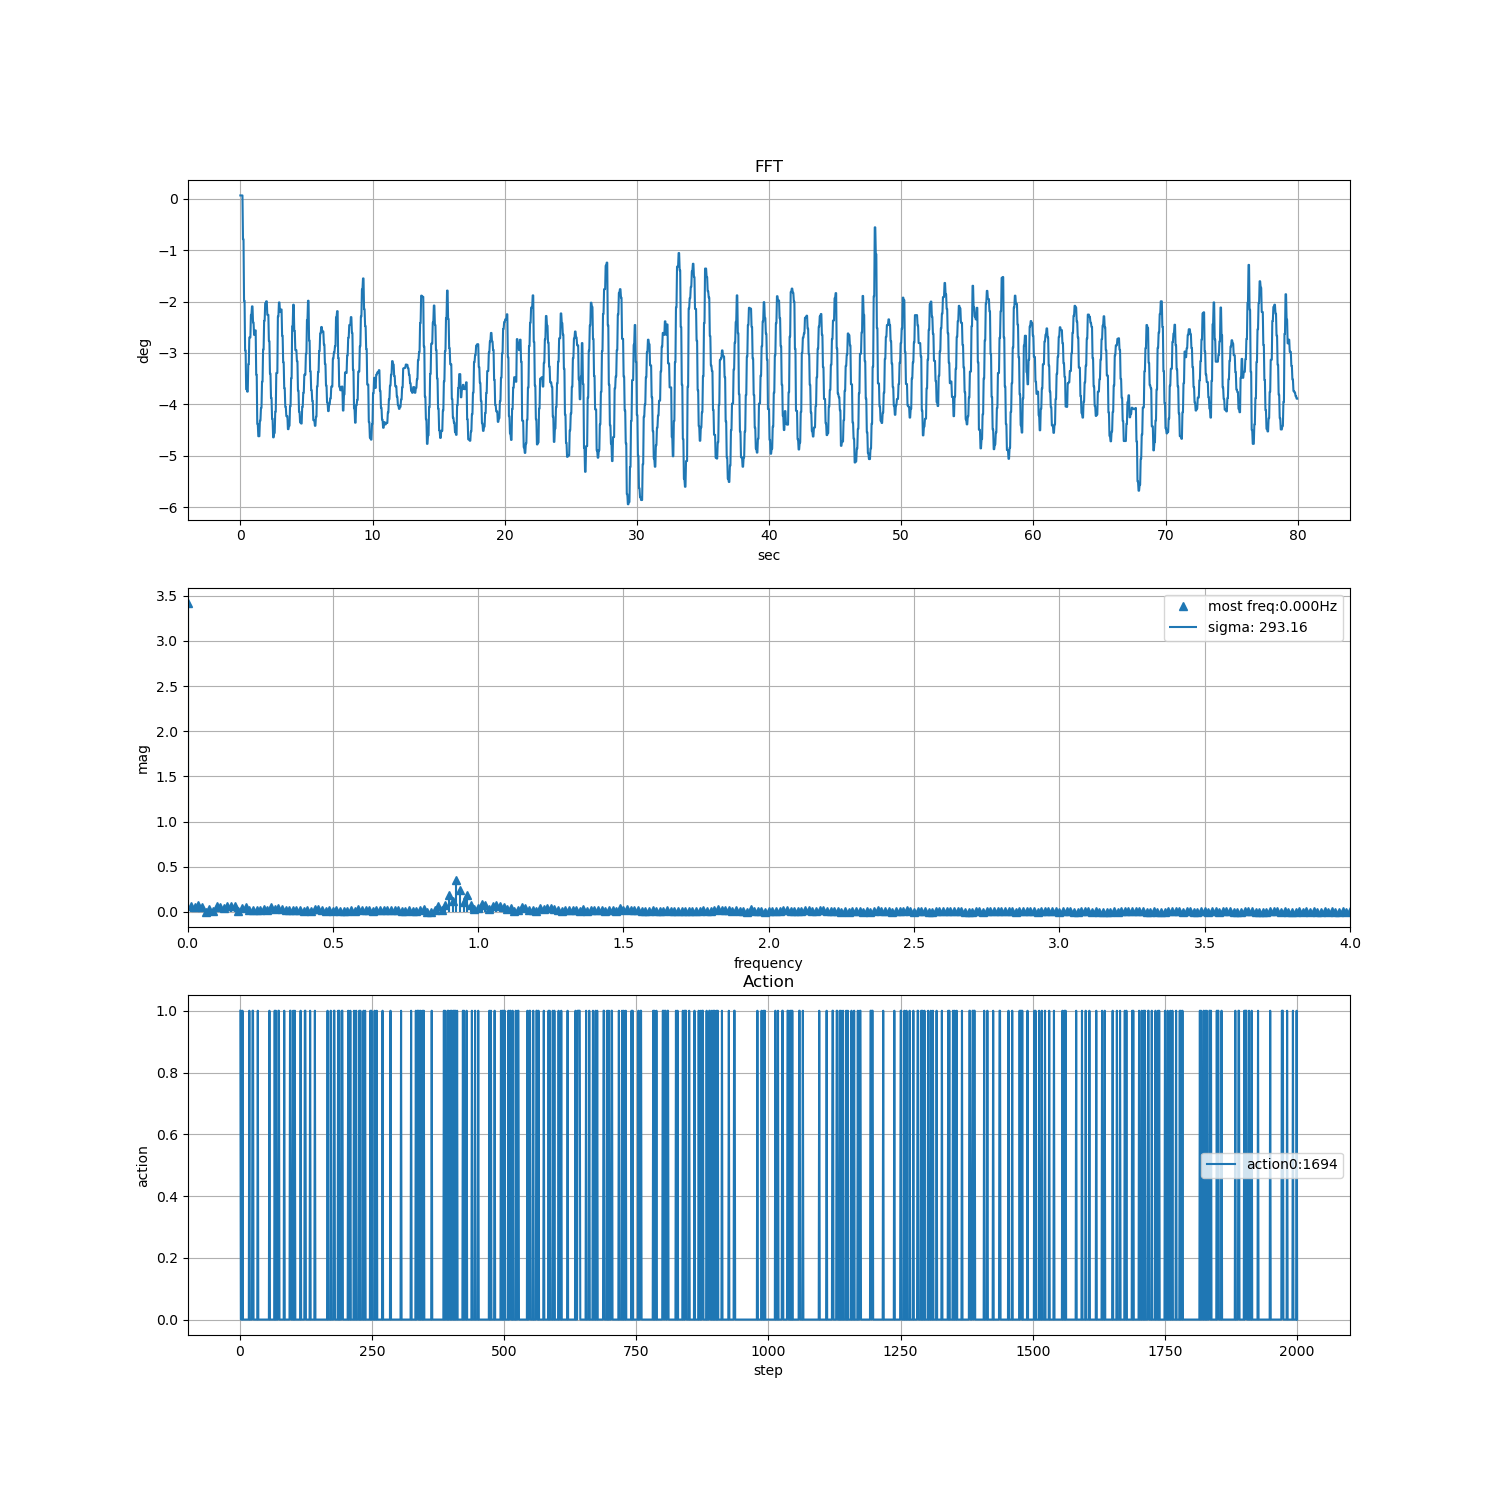 FFT
0
−1
−2
−3
−4
−5
−6
deg
0 10 20 30 40 50 60 70 80
sec
3.5
3.0
2.5
2.0
1.5
1.0
0.5
0.0
mag
most freq:0.000Hz
sigma: 293.16
0.0 0.5 1.0 1.5 2.0 2.5 3.0 3.5 4.0
frequency
Action
1.0
0.8
0.6
0.4
0.2
0.0
action
action0:1694
0 250 500 750 1000 1250 1500 1750 2000
step